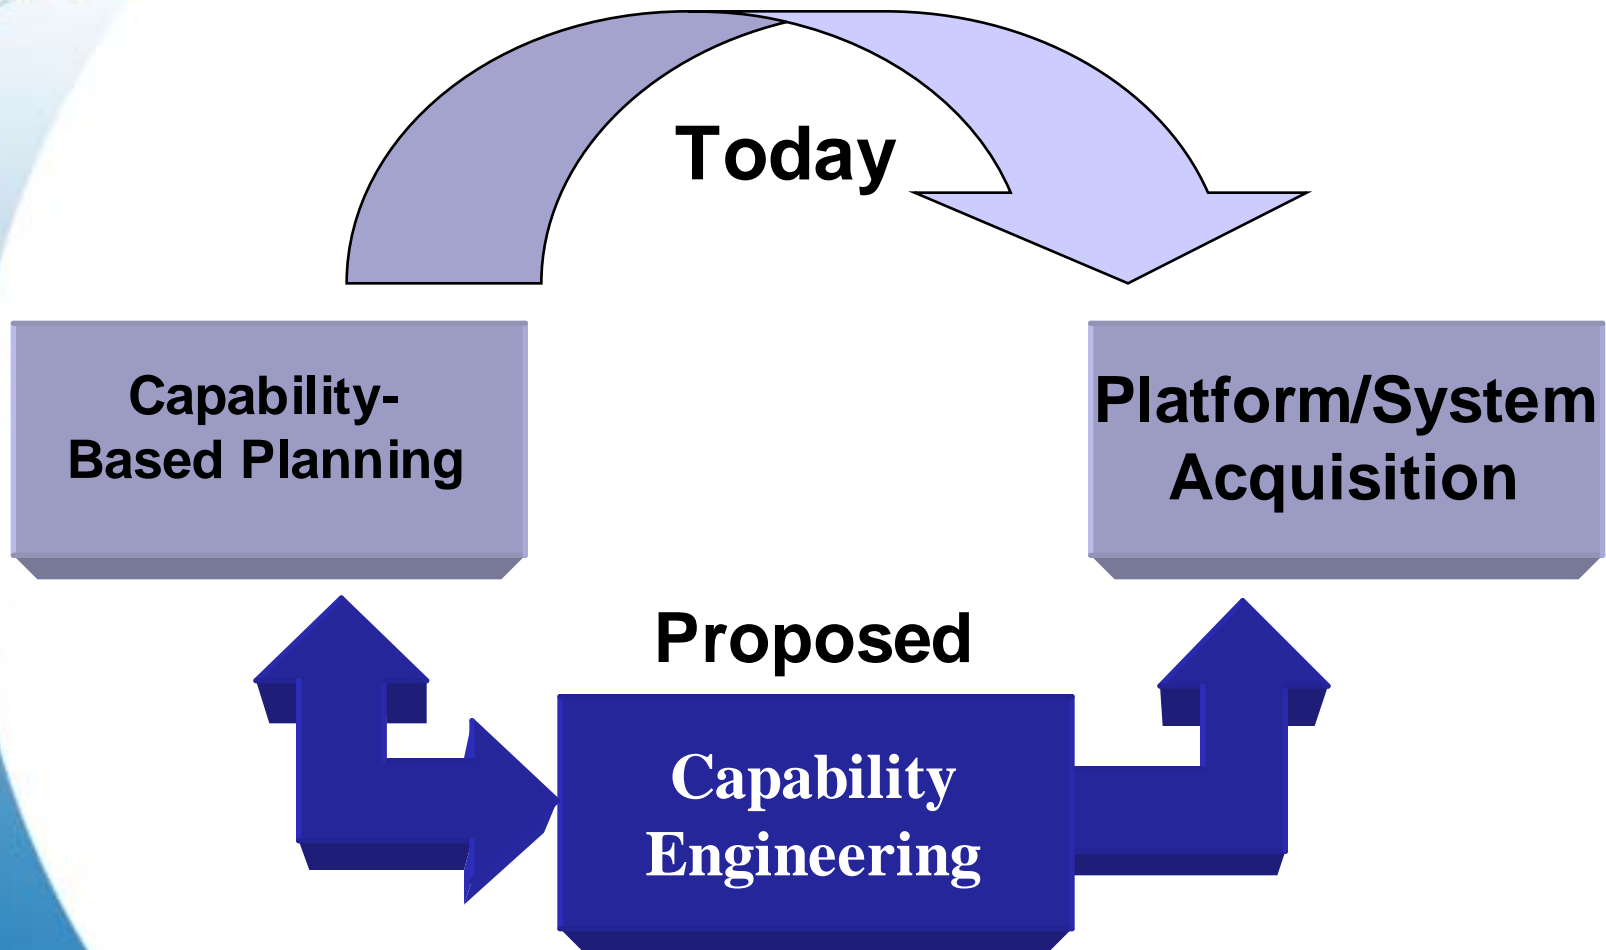 Today
Capability-
Based Planning
Platform/System
Acquisition
Proposed
Capability
Engineering